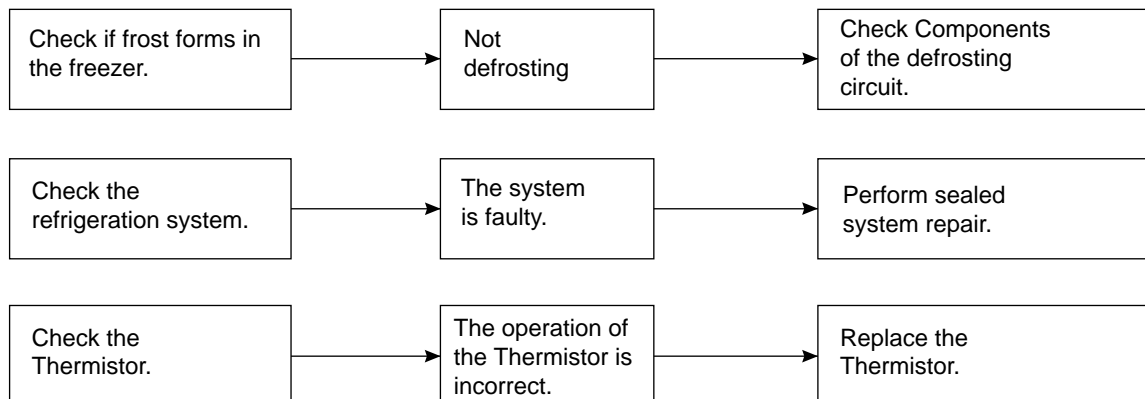 Check if frost forms in
the freezer.
Not
defrosting
Check Components
of the defrosting
circuit.
Check the
refrigeration system.
The system
is faulty.
Perform sealed
system repair.
Check the
Thermistor.
The operation of
the Thermistor is
incorrect.
Replace the
Thermistor.